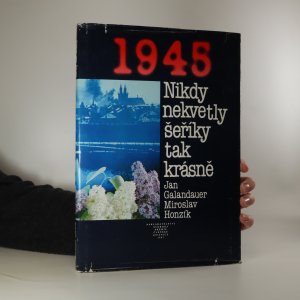 1945
Nikdy
nekvetly
šeříky
tak
krásně
Jan
Galandauer
Miroslav
Honzík